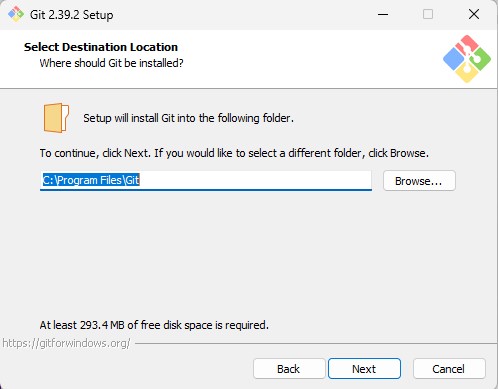 Git 2.39.2 Setup
Select Destination Location
Where should Git be installed?
Setup will install Git into the following folder.
To continue, click Next. If you would like to select a different folder, click Browse.
C:\Program Files\Git
Browse...
At least 293.4 MB of free disk space is required.
https://gitforwindows.org/
Back
Next
Cancel